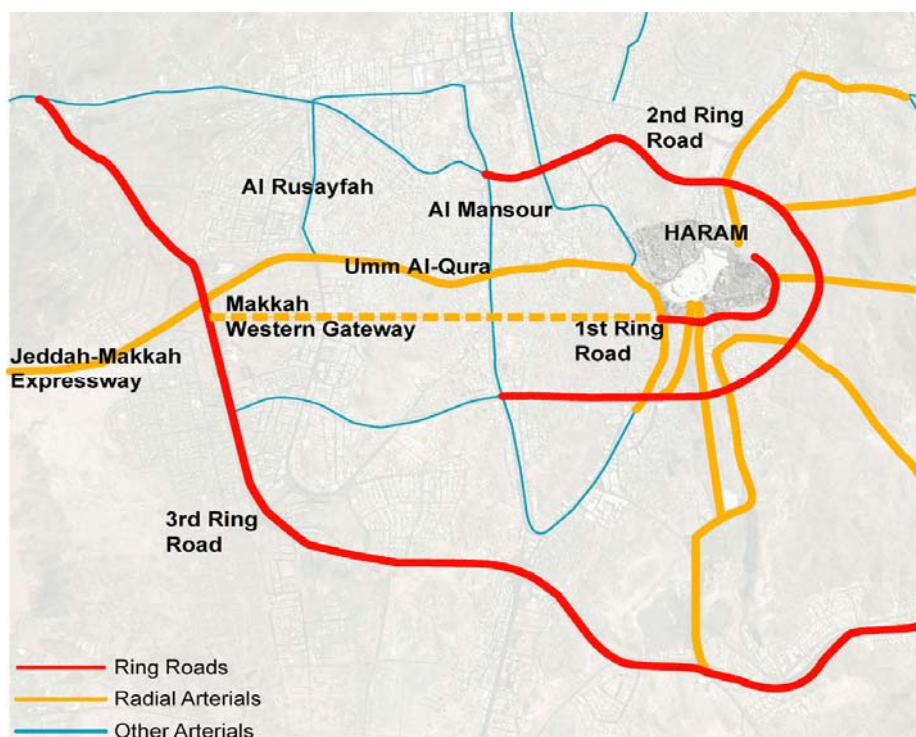 2nd Ring
Road
Al Rusayfah
Al Mansour
HARAM
Umm Al-Qura
Makkah
Western Gateway
1st Ring
Road
Jeddah-Makkah
Expressway
3rd Ring
Road
Ring Roads
Radial Arterials
Other Arterials